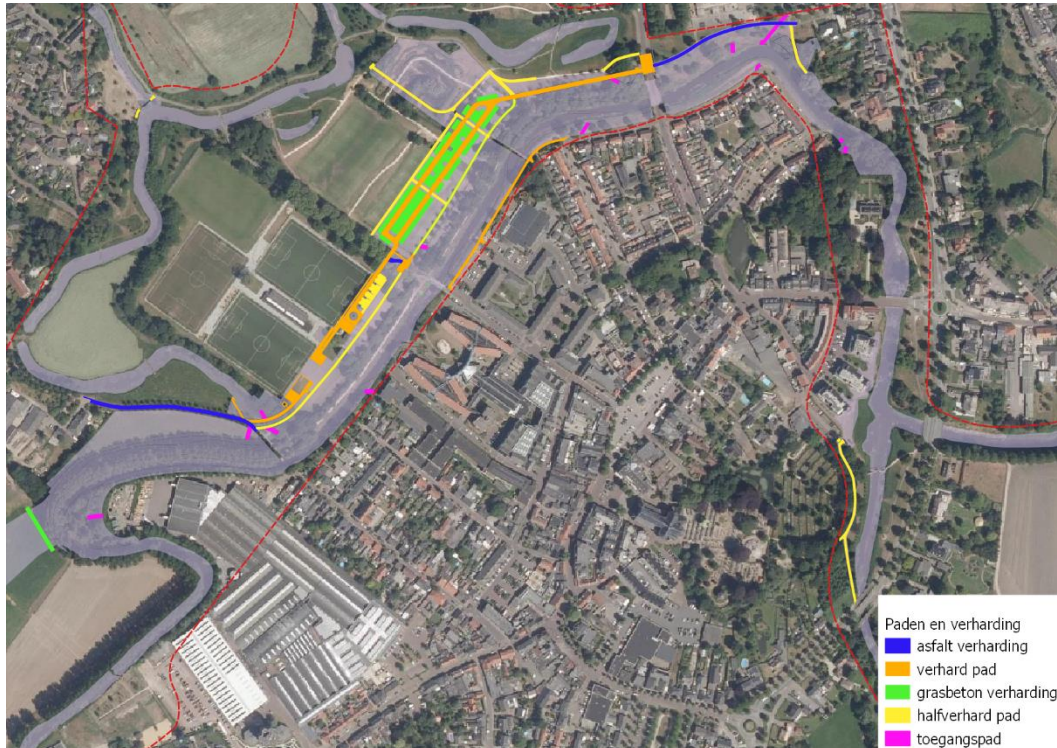 Paden en verharding
asfalt verharding
verhard pad
grasbeton verharding
halfverhard pad
toegangspad